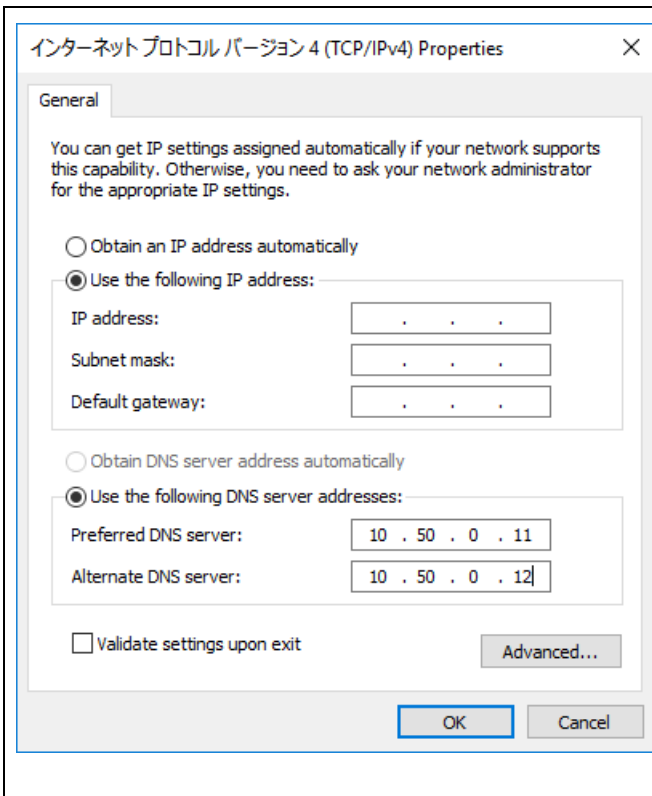 インターネット プロトコル バージョン 4 (TCP/IPv4) Properties
General
You can get IP settings assigned automatically if your network supports
this capability. Otherwise, you need to ask your network administrator
for the appropriate IP settings.
Obtain an IP address automatically
Use the following IP address:
IP address: . . .
Subnet mask: . . .
Default gateway: . . .
Obtain DNS server address automatically
Use the following DNS server addresses:
Preferred DNS server: 10 . 50 . 0 . 11
Alternate DNS server: 10 . 50 . 0 . 12
Validate settings upon exit
Advanced...
OK Cancel